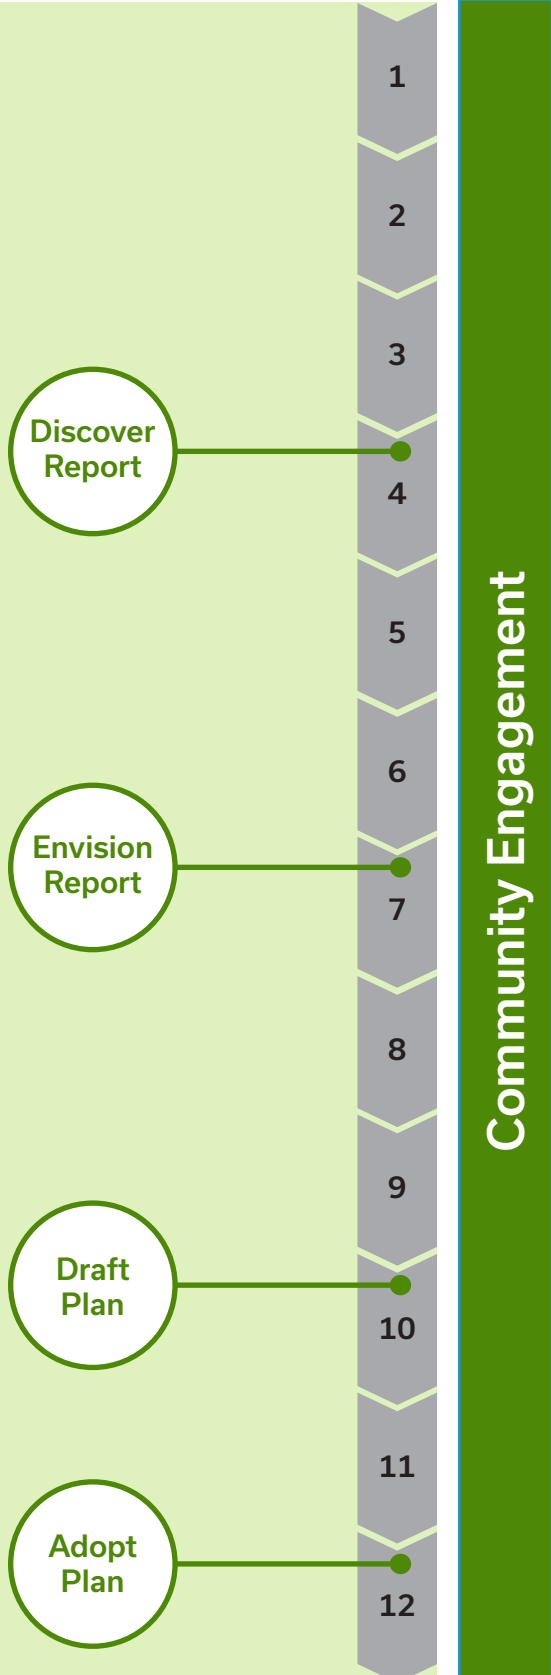 1
2
3
Discover
Report
4
5
6
Envision
Report
7
8
9
Draft
Plan
10
11
Adopt
Plan
12
Community Engagement